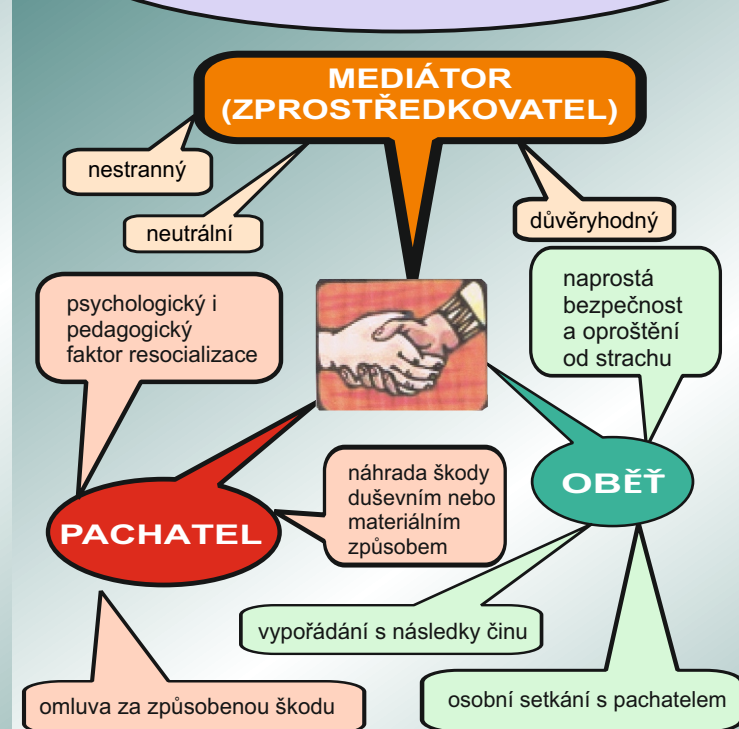 MEDIÁTOR
(ZPROSTŘEDKOVATEL)
nestranný
neutrální
důvěryhodný
psychologický i
pedagogický
faktor resocializace
naprostá
bezpečnost
a oproštění
od strachu
náhrada škody
duševním nebo
materiálním
způsobem
OBĚŤ
PACHATEL
vypořádání s následky činu
omluva za způsobenou škodu
osobní setkání s pachatelem